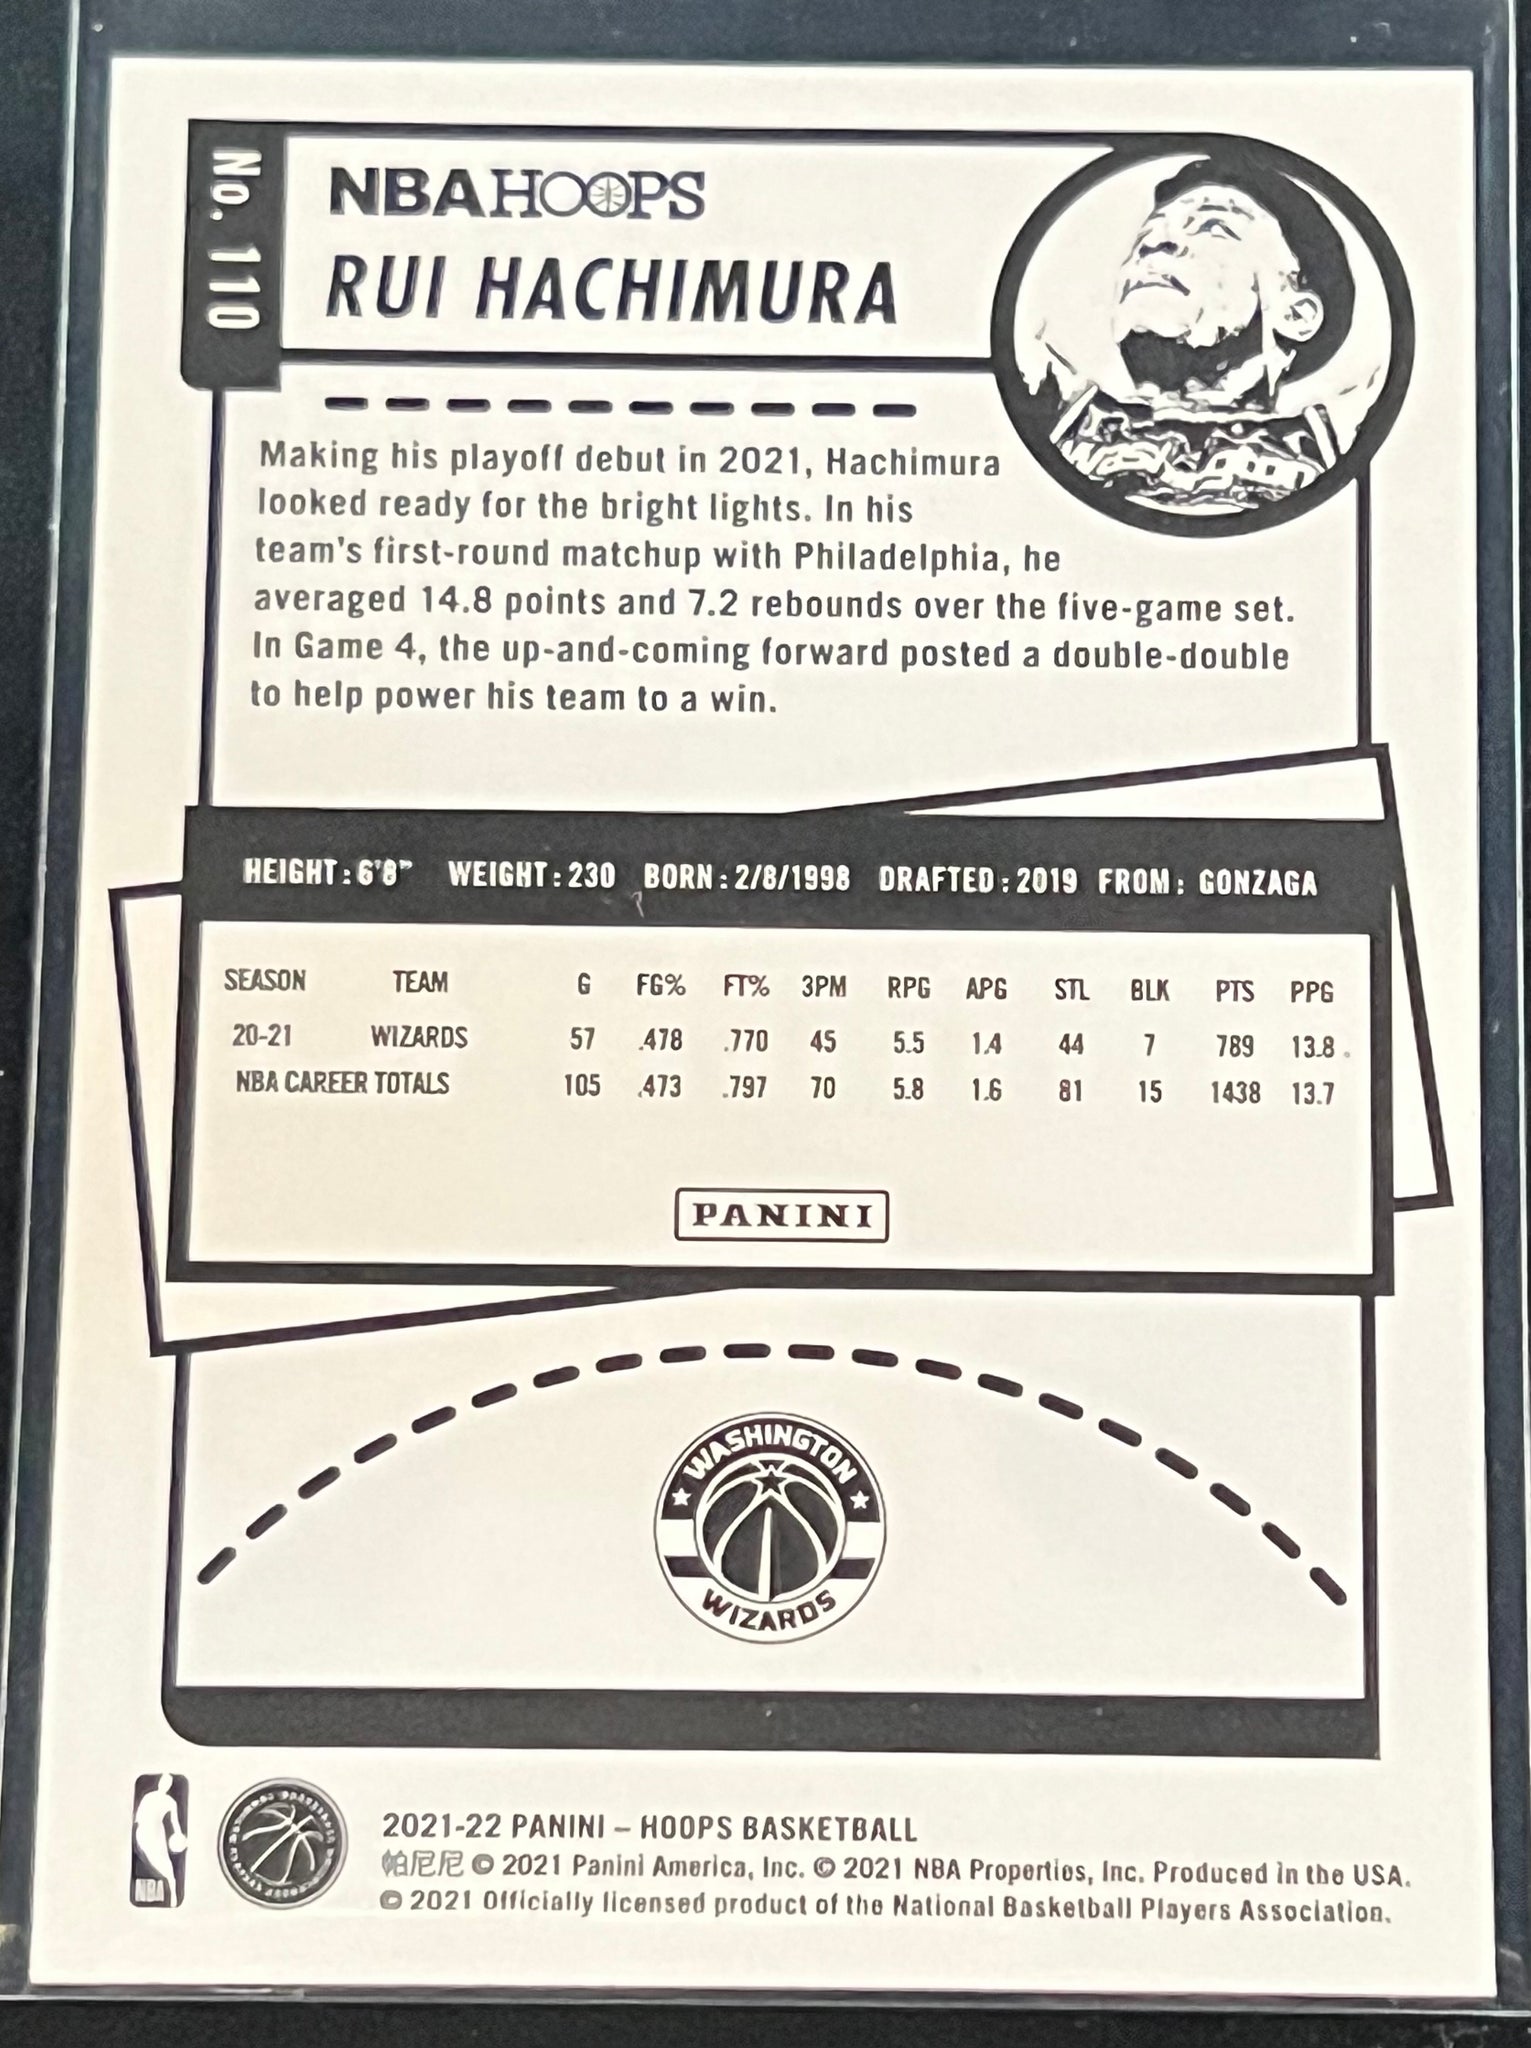 No. 110
NBA HOOPS
RUI HACHIMURA
Making his playoff debut in 2021, Hachimura
looked ready for the bright lights. In his
team's first-round matchup with Philadelphia, he
averaged 14.8 points and 7.2 rebounds over the five-game set.
In Game 4, the up-and-coming forward posted a double-double
to help power his team to a win.
HEIGHT: 6'8" WEIGHT: 230 BORN: 2/8/1998 DRAFTED: 2019 FROM: GONZAGA
SEASON TEAM G FG% FT% 3PM RPG APG STL BLK PTS PPG
20-21 WIZARDS 57 .478 .770 45 5.5 1.4 44 7 789 13.8
NBA CAREER TOTALS 105 .473 .797 70 5.8 1.6 81 15 1438 13.7
PANINI
WASHINGTON
WIZARDS
NBA
2021-22 PANINI – HOOPS BASKETBALL
帕尼尼 © 2021 Panini America, Inc. © 2021 NBA Properties, Inc. Produced in the USA.
© 2021 Officially licensed product of the National Basketball Players Association.